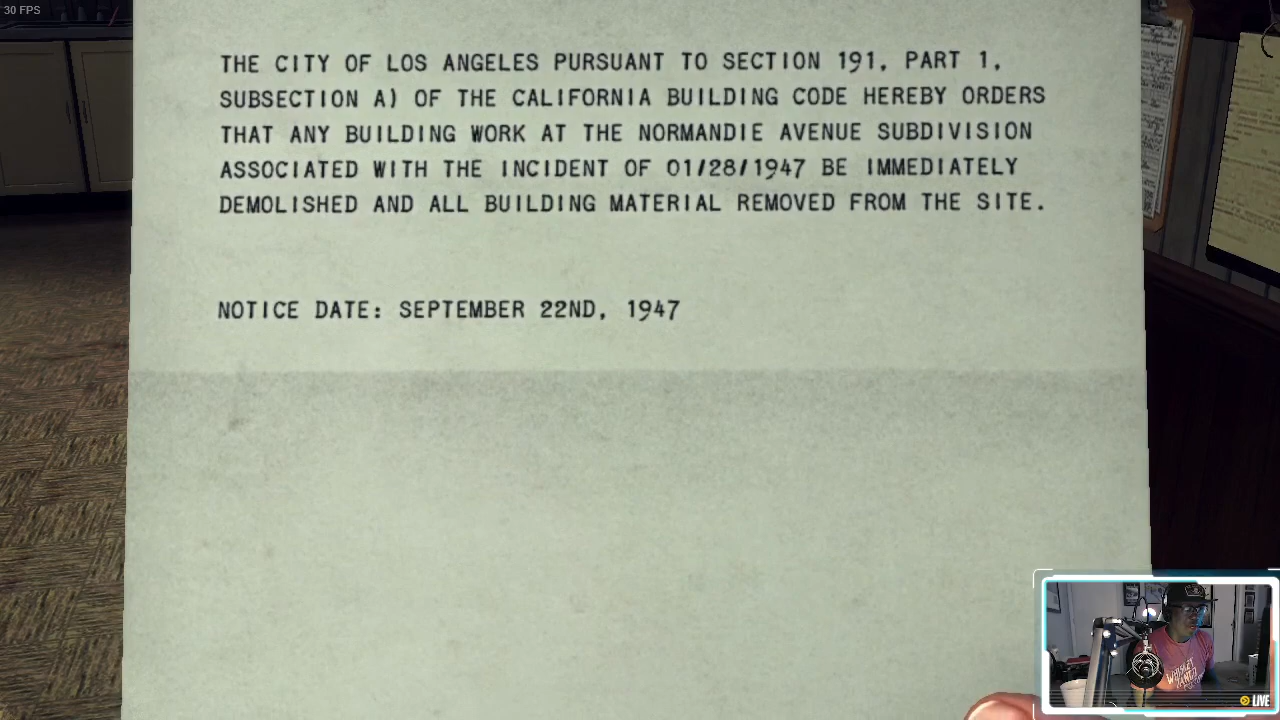 30 FPS
THE CITY OF LOS ANGELES PURSUANT TO SECTION 191, PART 1,
SUBSECTION A) OF THE CALIFORNIA BUILDING CODE HEREBY ORDERS
THAT ANY BUILDING WORK AT THE NORMANDIE AVENUE SUBDIVISION
ASSOCIATED WITH THE INCIDENT OF 01/28/1947 BE IMMEDIATELY
DEMOLISHED AND ALL BUILDING MATERIAL REMOVED FROM THE SITE.
NOTICE DATE: SEPTEMBER 22ND, 1947
LIVE